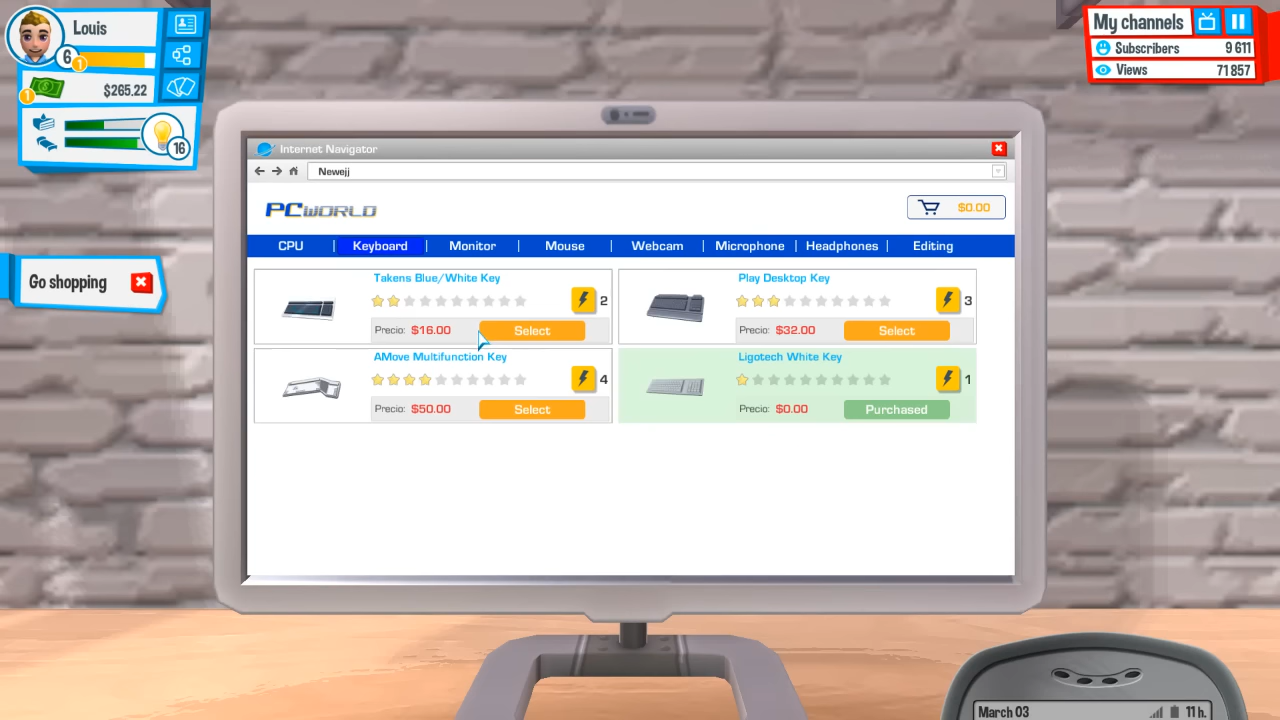 Louis
6
1
1
$265.22
16
My channels
Subscribers 9 611
Views 71 857
Go shopping
Internet Navigator
Newejj
PCWORLD
$0.00
CPU | Keyboard | Monitor | Mouse | Webcam | Microphone | Headphones | Editing
Takens Blue/White Key
2
Precio: $16.00 Select
Play Desktop Key
3
Precio: $32.00 Select
AMove Multifunction Key
4
Precio: $50.00 Select
Ligotech White Key
1
Precio: $0.00 Purchased
March 03 11 h.